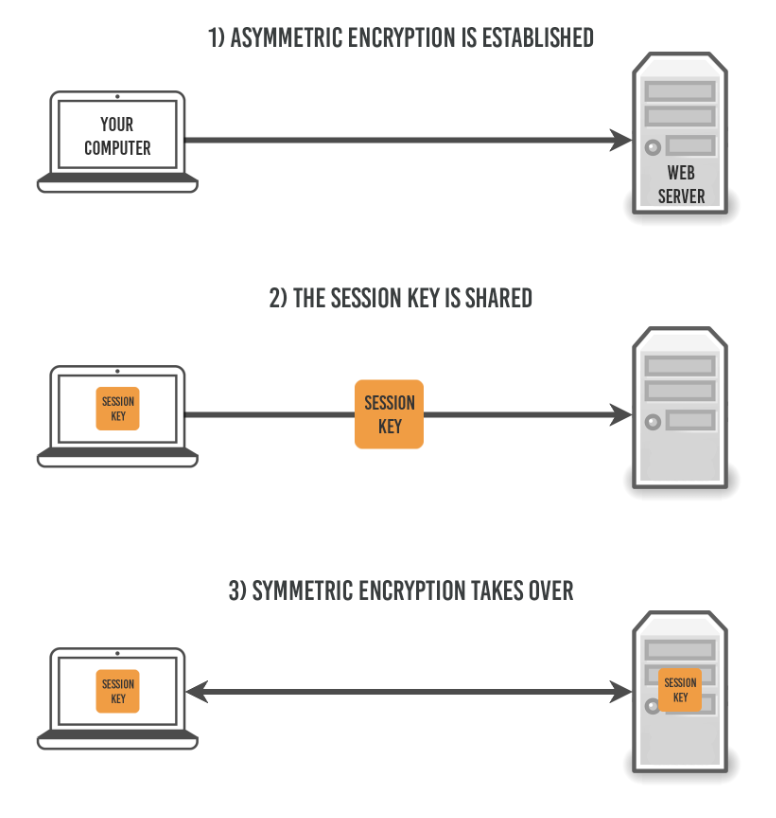 1) ASYMMETRIC ENCRYPTION IS ESTABLISHED
YOUR
COMPUTER
WEB
SERVER
2) THE SESSION KEY IS SHARED
SESSION
KEY
SESSION
KEY
3) SYMMETRIC ENCRYPTION TAKES OVER
SESSION
KEY
SESSION
KEY